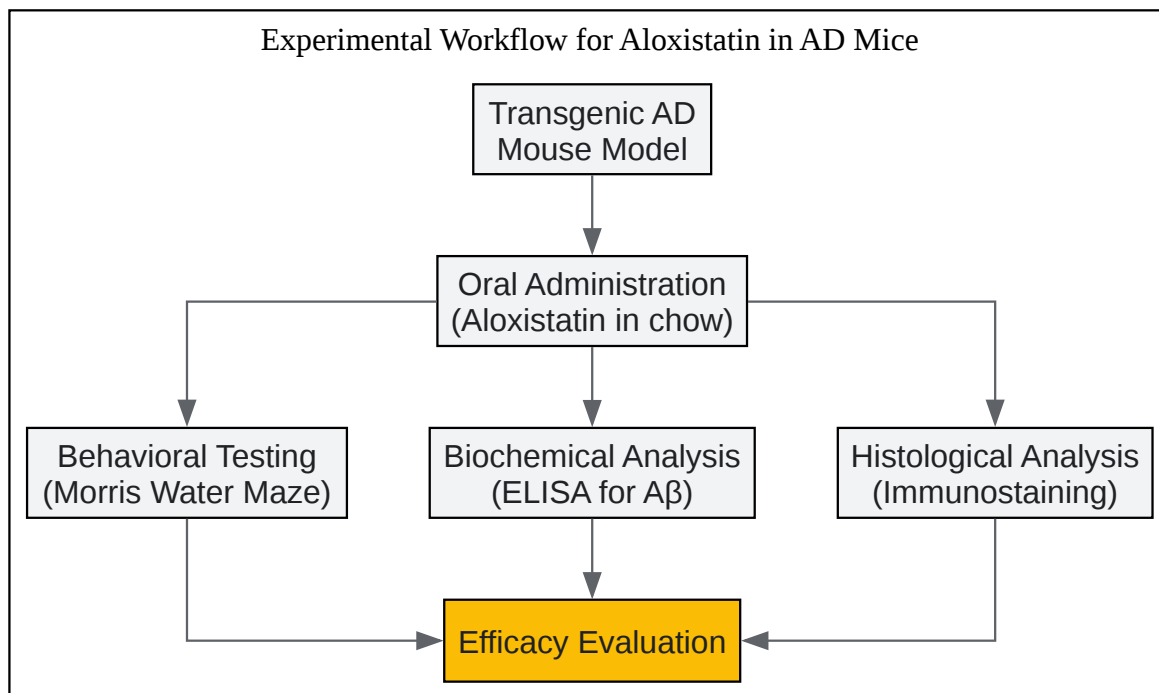 Experimental Workflow for Aloxistatin in AD Mice
Transgenic AD
Mouse Model
Oral Administration
(Aloxistatin in chow)
Behavioral Testing
(Morris Water Maze)
Biochemical Analysis
(ELISA for Aβ)
Histological Analysis
(Immunostaining)
Efficacy Evaluation